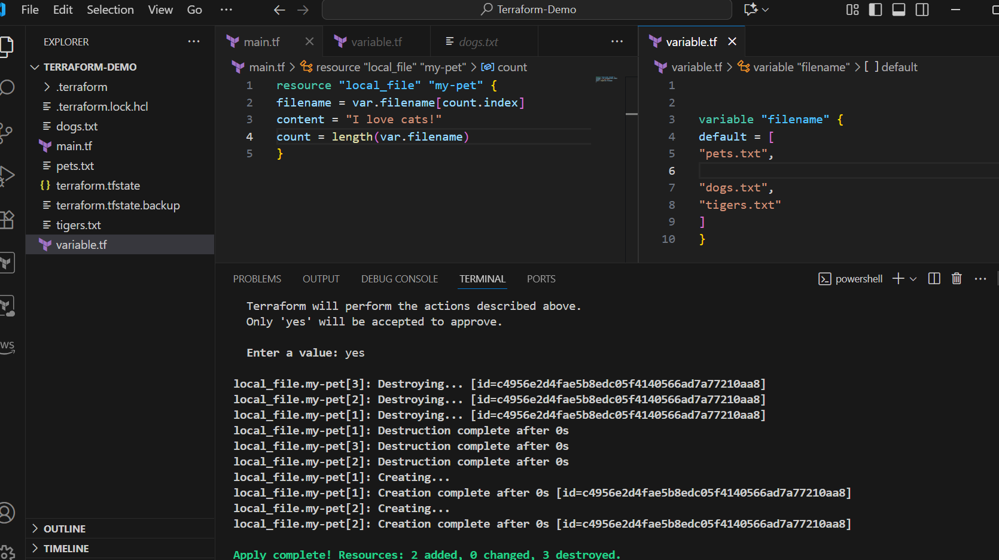 File Edit Selection View Go ···
Terraform-Demo
EXPLORER ···
TERRAFORM-DEMO
.terraform
.terraform.lock.hcl
dogs.txt
main.tf
pets.txt
{} terraform.tfstate
terraform.tfstate.backup
tigers.txt
variable.tf
OUTLINE
TIMELINE
ws
main.tf variable.tf dogs.txt ···
main.tf > resource "local_file" "my-pet" > count
1 resource "local_file" "my-pet" {
2 filename = var.filename[count.index]
3 content = "I love cats!"
4 count = length(var.filename)
5 }
variable.tf
variable.tf > variable "filename" > [ ] default
1
2
3 variable "filename" {
4 default = [
5 "pets.txt",
6
7 "dogs.txt",
8 "tigers.txt"
9 ]
10 }
PROBLEMS OUTPUT DEBUG CONSOLE TERMINAL PORTS
powershell ···
Terraform will perform the actions described above.
Only 'yes' will be accepted to approve.
Enter a value: yes
local_file.my-pet[3]: Destroying... [id=c4956e2d4fae5b8edc05f4140566ad7a77210aa8]
local_file.my-pet[2]: Destroying... [id=c4956e2d4fae5b8edc05f4140566ad7a77210aa8]
local_file.my-pet[1]: Destroying... [id=c4956e2d4fae5b8edc05f4140566ad7a77210aa8]
local_file.my-pet[1]: Destruction complete after 0s
local_file.my-pet[3]: Destruction complete after 0s
local_file.my-pet[2]: Destruction complete after 0s
local_file.my-pet[1]: Creating...
local_file.my-pet[1]: Creation complete after 0s [id=c4956e2d4fae5b8edc05f4140566ad7a77210aa8]
local_file.my-pet[2]: Creating...
local_file.my-pet[2]: Creation complete after 0s [id=c4956e2d4fae5b8edc05f4140566ad7a77210aa8]
Apply complete! Resources: 2 added, 0 changed, 3 destroyed.